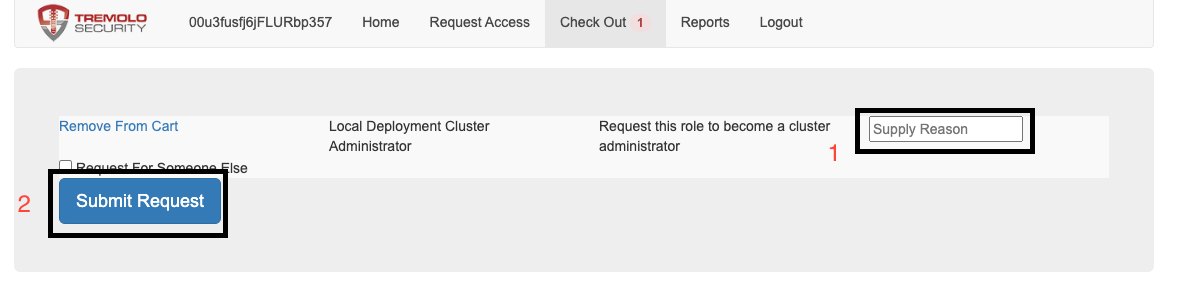 TREMOLO
SECURITY
00u3fusfj6jFLURbp357
Home
Request Access
Check Out 1
Reports
Logout
Remove From Cart
Local Deployment Cluster
Administrator
Request this role to become a cluster
administrator
Supply Reason
1
Request For Someone Else
2
Submit Request